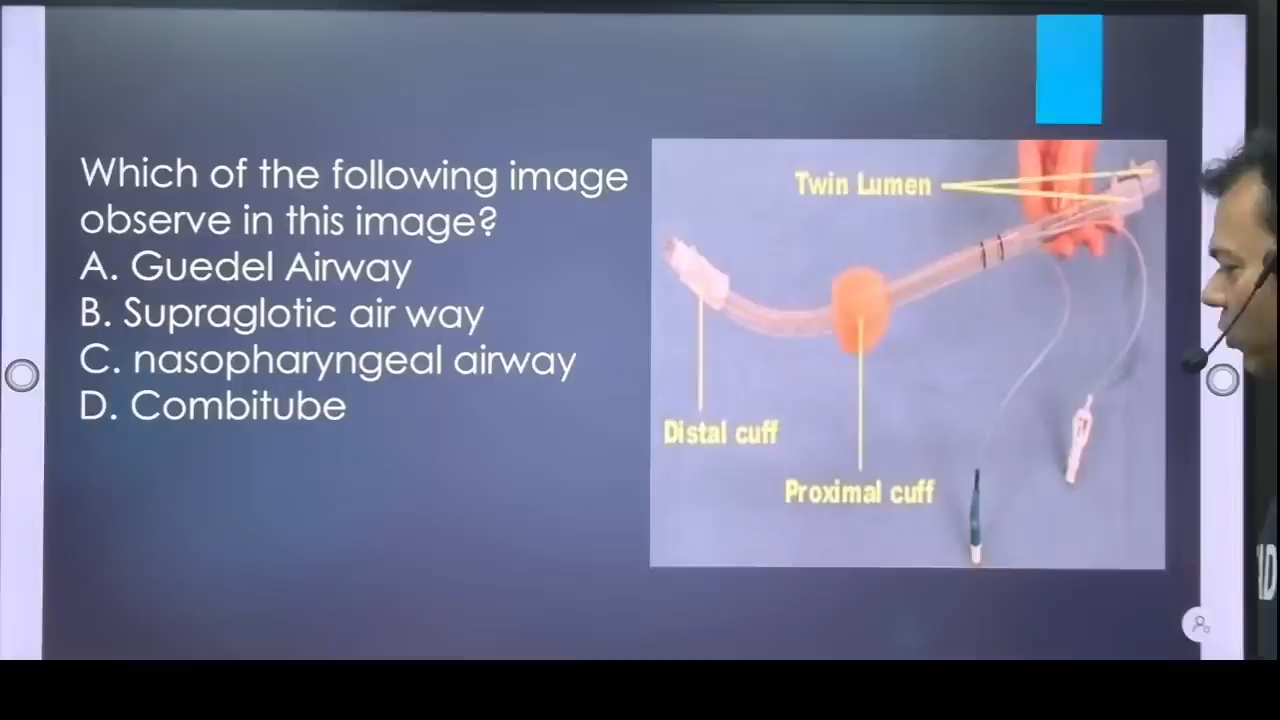 Which of the following image
observe in this image?
A. Guedel Airway
B. Supraglotic air way
C. nasopharyngeal airway
D. Combitube
Twin Lumen
Distal cuff
Proximal cuff